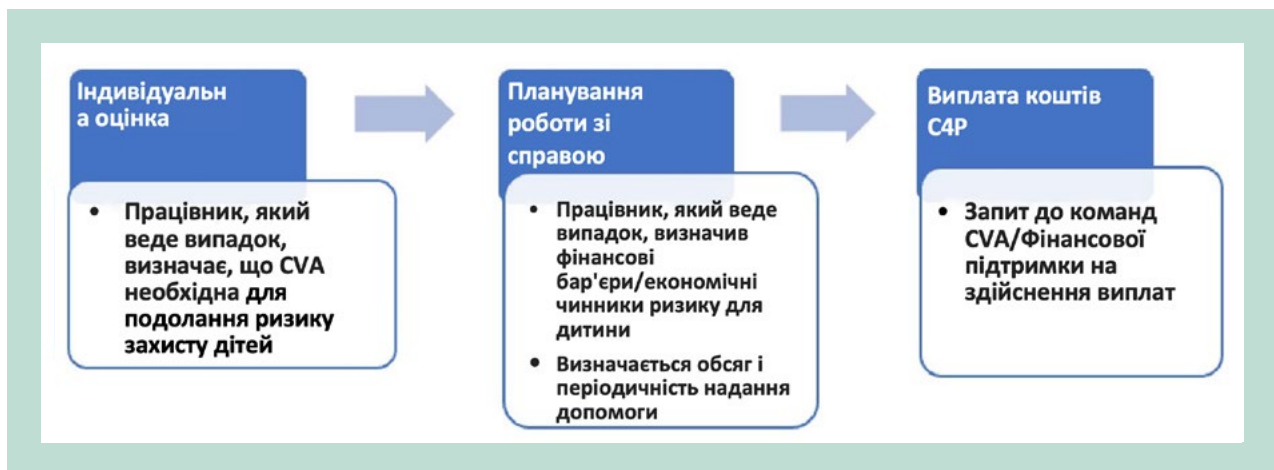 Індивідуальн
а оцінка
• Працівник, який
веде випадок,
визначає, що CVA
необхідна для
подолання ризику
захисту дітей
Планування
роботи зі
справою
• Працівник, який веде
випадок, визначив
фінансові
бар'єри/економічні
чинники ризику для
дитини
• Визначається обсяг і
періодичність надання
допомоги
Виплата коштів
C4P
• Запит до команд
CVA/Фінансової
підтримки на
здійснення виплат